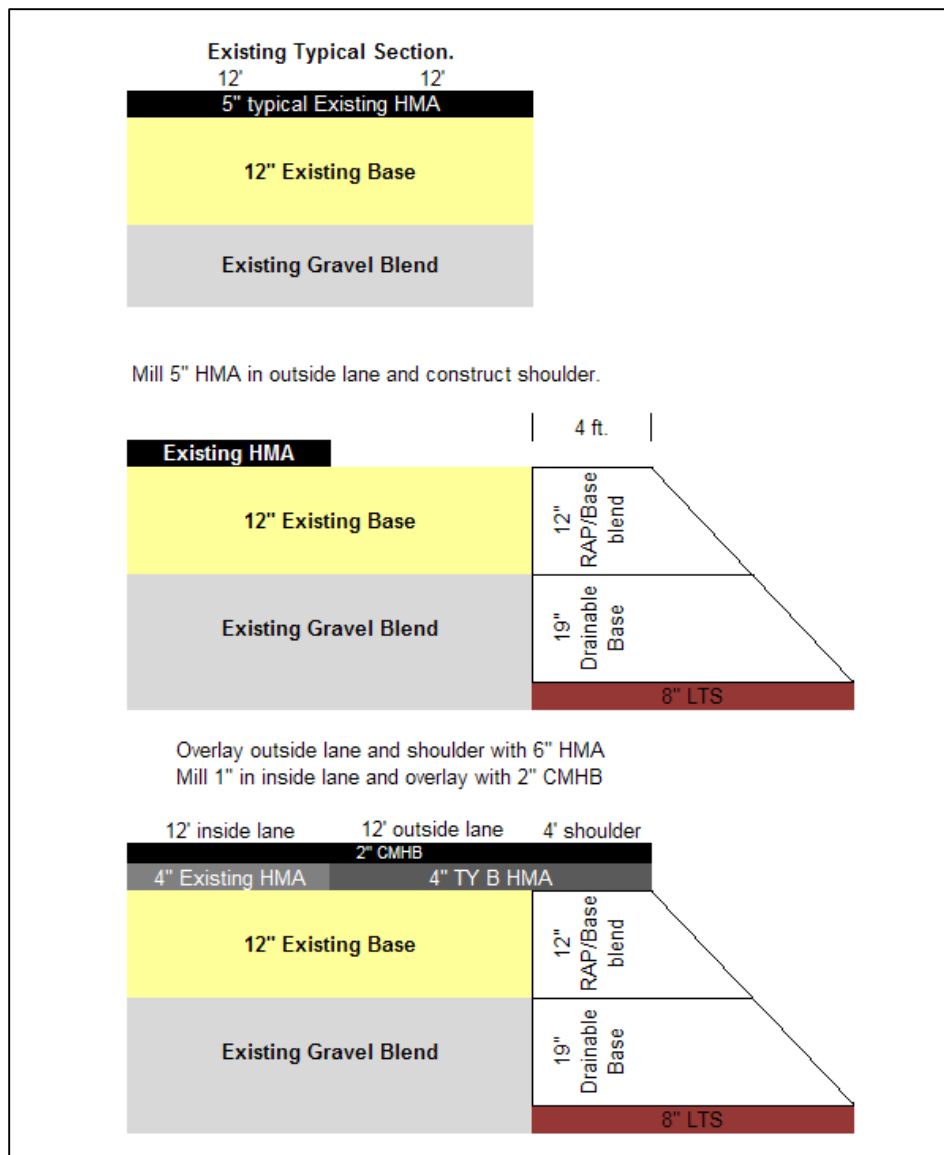 Existing Typical Section.
12' 12'
5" typical Existing HMA
12" Existing Base
Existing Gravel Blend
Mill 5" HMA in outside lane and construct shoulder.
4 ft.
Existing HMA
12" Existing Base
12"
RAP/Base
blend
Existing Gravel Blend
19"
Drainable
Base
8" LTS
Overlay outside lane and shoulder with 6" HMA
Mill 1" in inside lane and overlay with 2" CMHB
12' inside lane 12' outside lane 4' shoulder
2" CMHB
4" Existing HMA 4" TY B HMA
12" Existing Base
12"
RAP/Base
blend
Existing Gravel Blend
19"
Drainable
Base
8" LTS